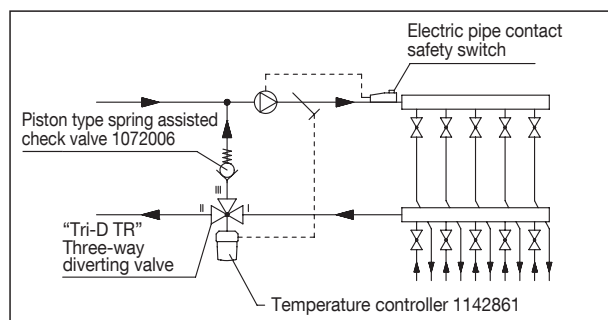 Electric pipe contact
safety switch
Piston type spring assisted
check valve 1072006
III
II
I
“Tri-D TR”
Three-way
diverting valve
Temperature controller 1142861